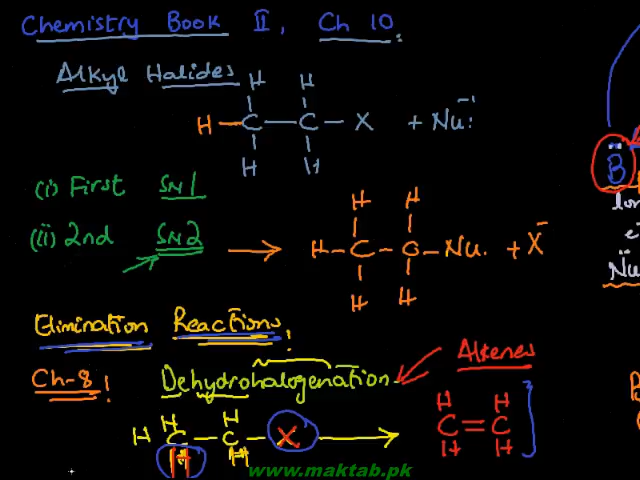 Chemistry Book II, Ch 10.
Alkyl Halides
H H
H - C - C - X + Nu:⁻¹
H H
(i) First SN1
(ii) 2nd SN2
H H
H - C - C - Nu. + X⁻
H H
B
Nu
Elimination Reactions!
Ch-8!
Dehydrohalogenation
Alkenes
H H
H C - C - X
H H
H H
C = C
H H
www.maktab.pk